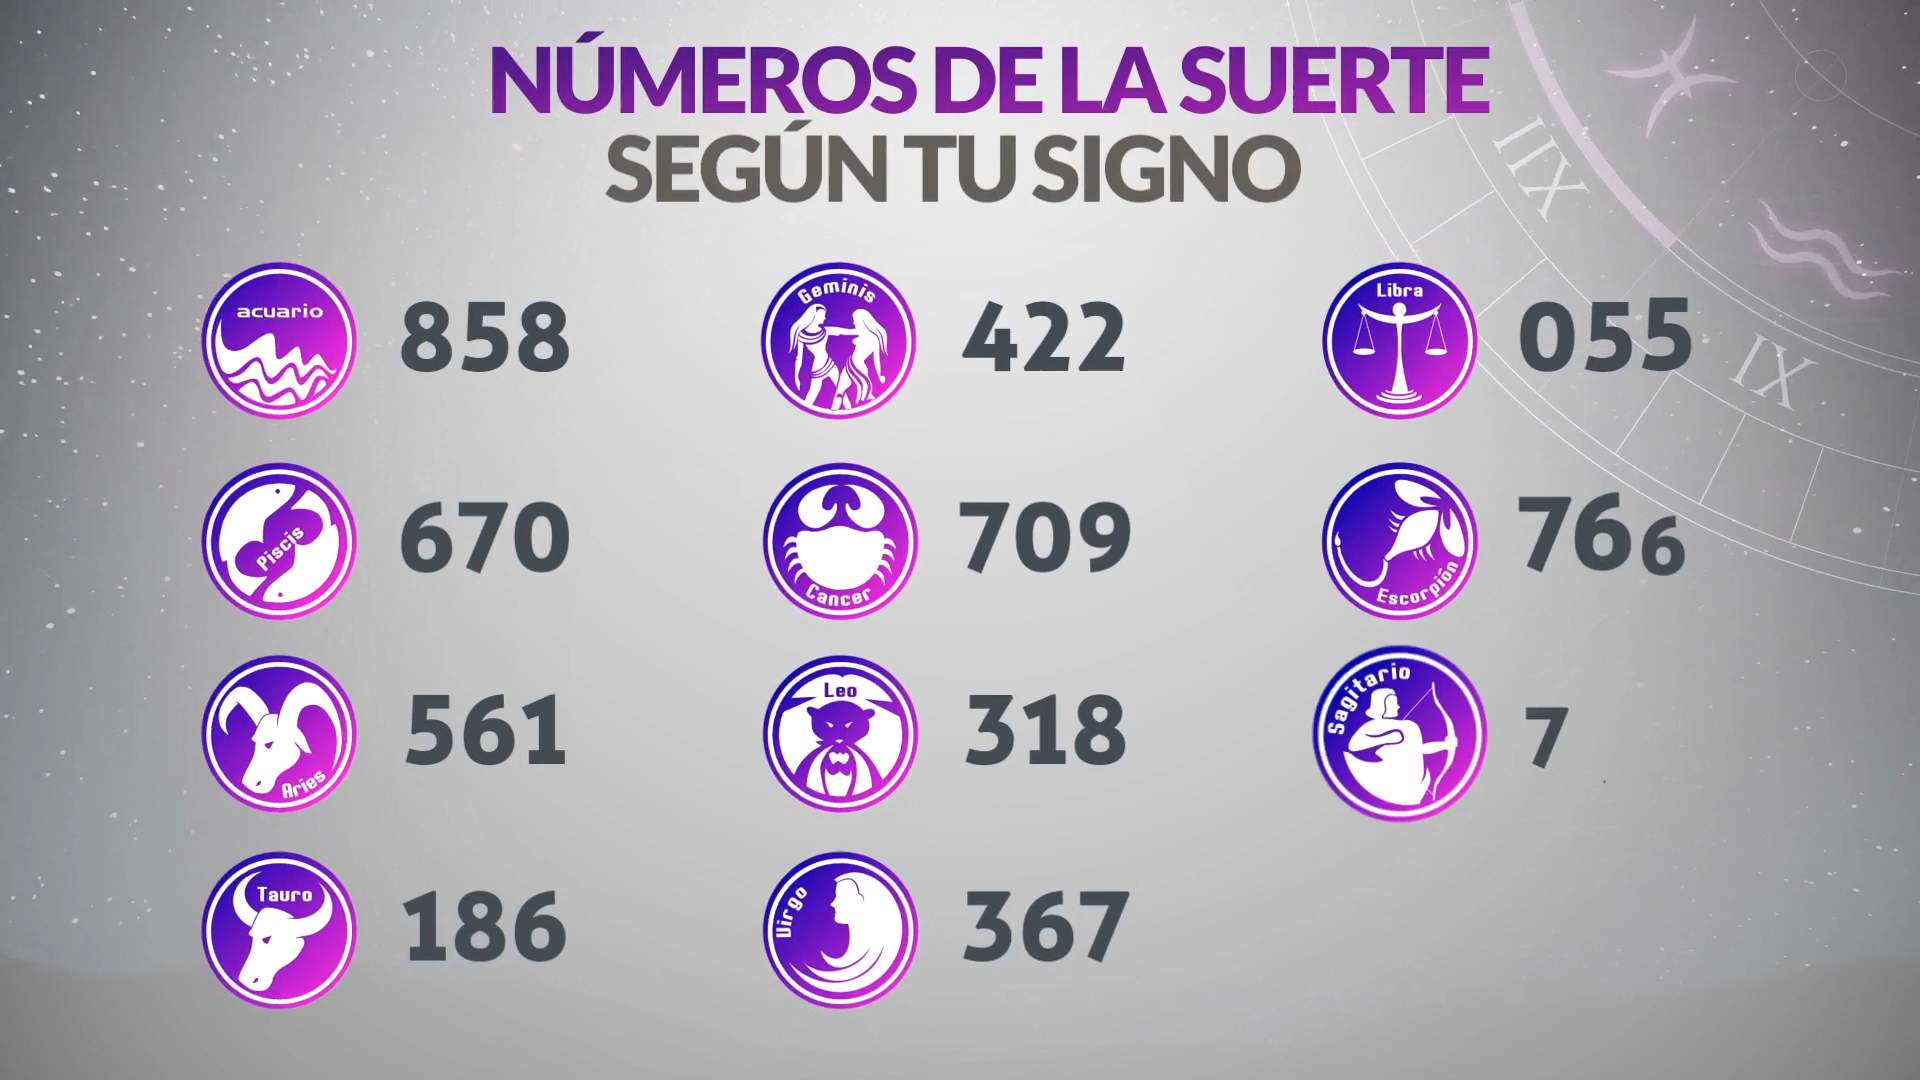 NÚMEROS DE LA SUERTE
SEGÚN TU SIGNO
acuario 858
Piscis 670
Aries 561
Tauro 186
Geminis 422
Cancer 709
Leo 318
Virgo 367
Libra 055
Escorpión 766
Sagitario 7
XII
XI